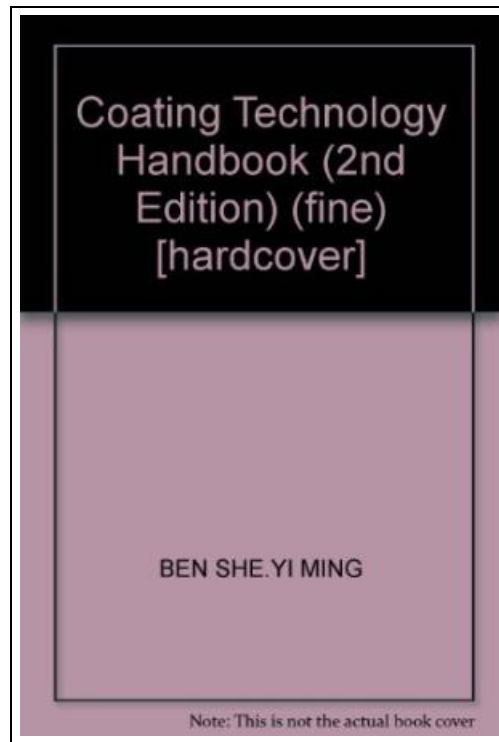 Coating Technology
Handbook (2nd
Edition) (fine)
[hardcover]
BEN SHE.YI MING
Note: This is not the actual book cover